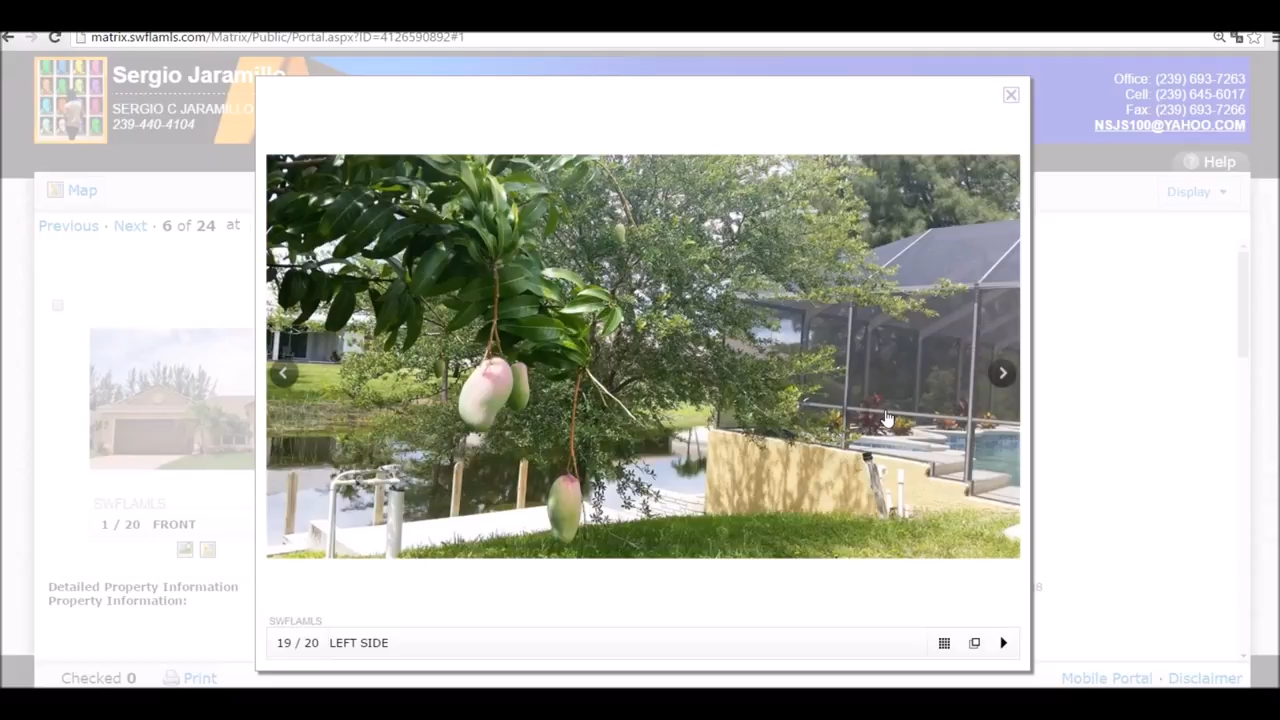 matrix.swflamls.com/Matrix/Public/Portal.aspx?ID=4126590892#1
Sergio Jaramillo
SERGIO C JARAMILLO
239-440-4104
Office: (239) 693-7263
Cell: (239) 645-6017
Fax: (239) 693-7266
NSJS100@YAHOO.COM
? Help
Map
Display
Previous · Next · 6 of 24 at
SWFLAMLS
1 / 20 FRONT
Detailed Property Information
Property Information:
SWFLAMLS
19 / 20 LEFT SIDE
Checked 0
Print
Mobile Portal · Disclaimer